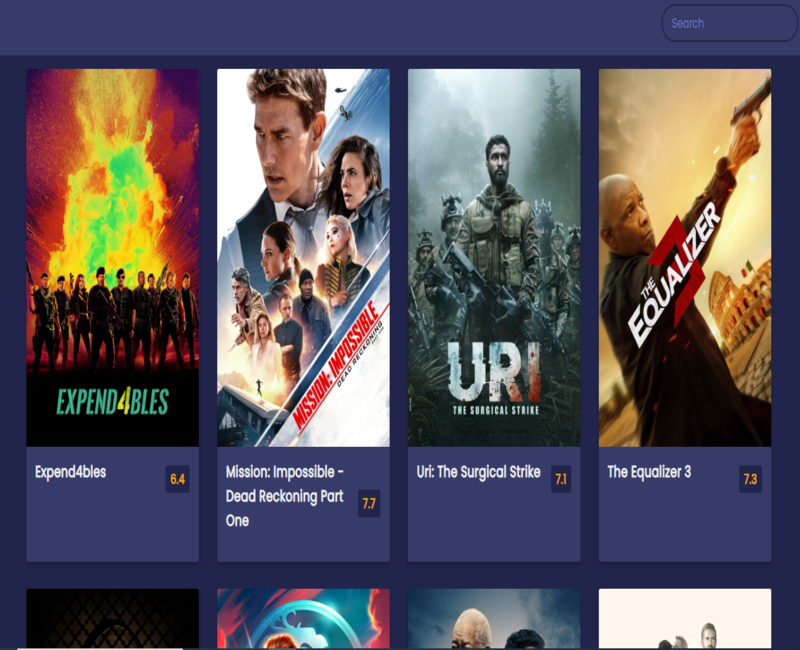 Search
EXPEND4BLES
MISSION: IMPOSSIBLE
DEAD RECKONING
URI
THE SURGICAL STRIKE
THE
EQUALIZER
3
Expend4bles
6.4
Mission: Impossible -
Dead Reckoning Part
One
7.7
Uri: The Surgical Strike
7.1
The Equalizer 3
7.3